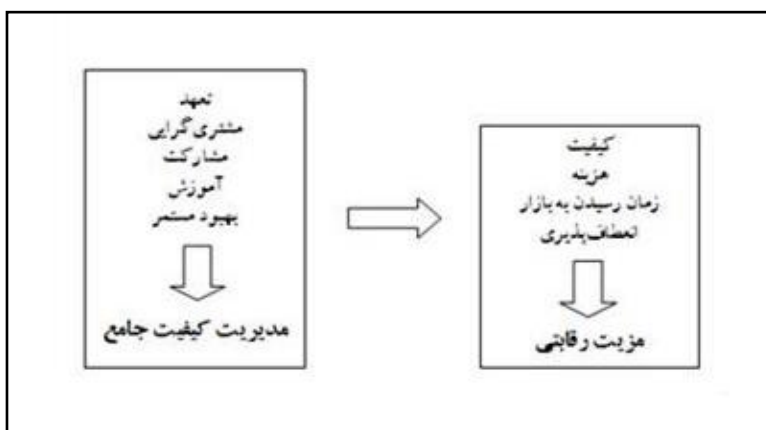 تعهد
مشتری گرایی
مشارکت
آموزش
بهبود مستمر
مدیریت کیفیت جامع
کیفیت
هزینه
زمان رسیدن به بازار
انعطاف‌پذیری
مزیت رقابتی